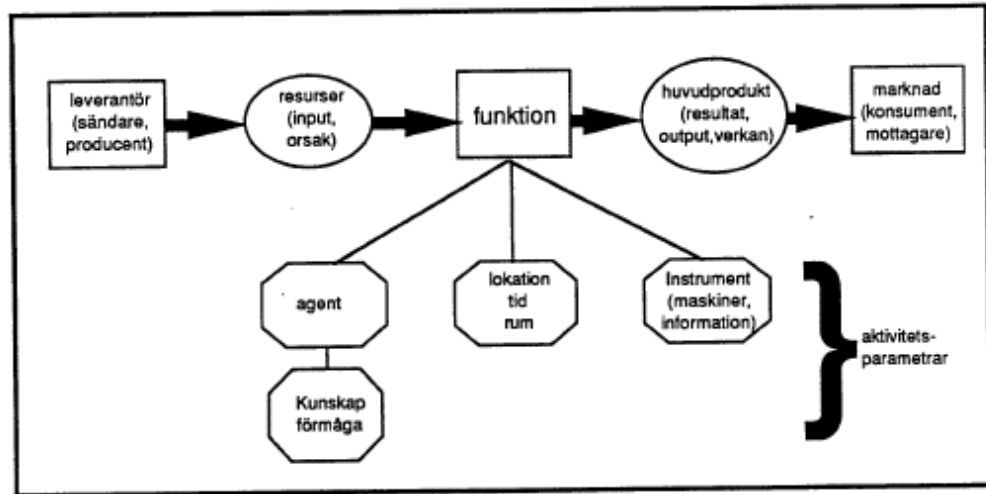 leverantör
(sändare,
producent)
resurser
(input,
orsak)
funktion
huvudprodukt
(resultat,
output,verkan)
marknad
(konsument,
mottagare)
agent
lokation
tid
rum
Instrument
(maskiner,
information)
aktivitets-
parametrar
Kunskap
förmåga